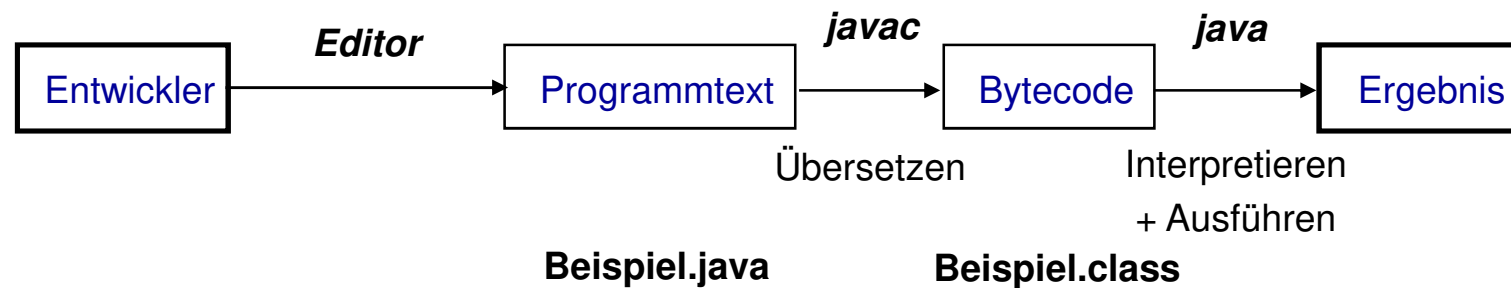 Editor
javac
java
Entwickler
Programmtext
Bytecode
Ergebnis
Übersetzen
Interpretieren
+ Ausführen
Beispiel.java
Beispiel.class